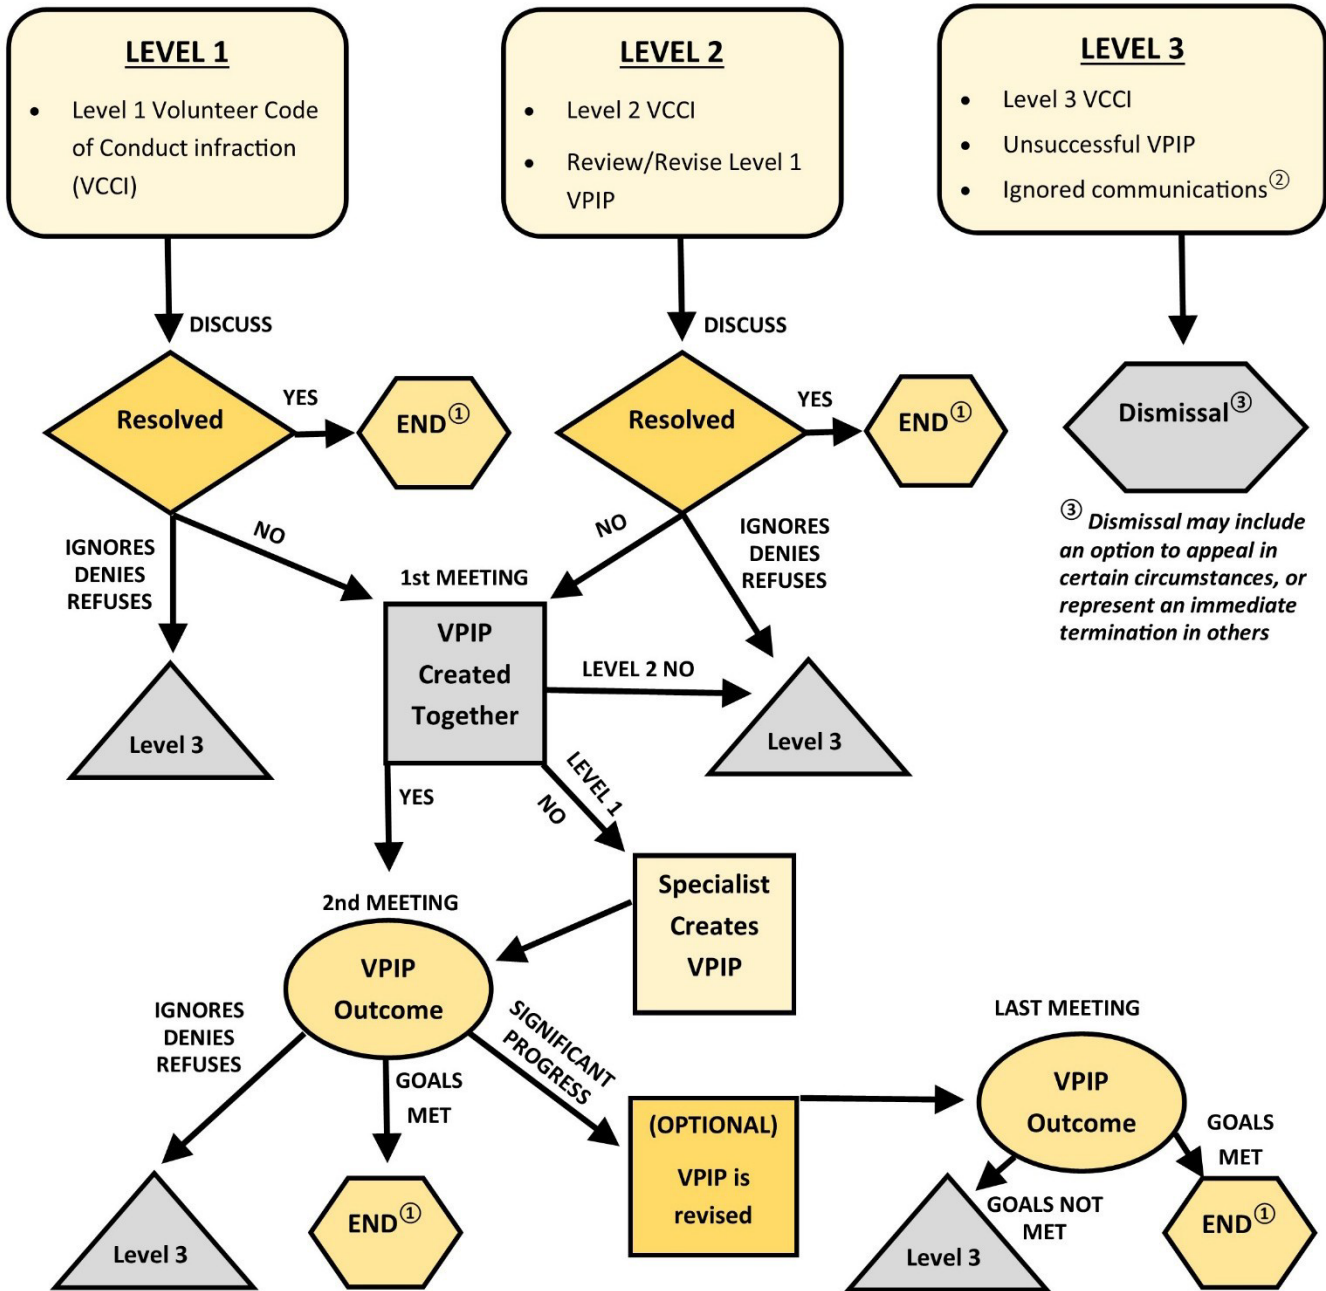 LEVEL 1
• Level 1 Volunteer Code
of Conduct infraction
(VCCI)
LEVEL 2
• Level 2 VCCI
• Review/Revise Level 1
VPIP
LEVEL 3
• Level 3 VCCI
• Unsuccessful VPIP
• Ignored communications②
DISCUSS
DISCUSS
Resolved
YES
END①
Resolved
YES
END①
Dismissal③
③ Dismissal may include
an option to appeal in
certain circumstances, or
represent an immediate
termination in others
IGNORES
DENIES
REFUSES
NO
NO
IGNORES
DENIES
REFUSES
1st MEETING
VPIP
Created
Together
LEVEL 2 NO
Level 3
Level 3
YES
LEVEL 1
NO
Specialist
Creates
VPIP
2nd MEETING
VPIP
Outcome
IGNORES
DENIES
REFUSES
GOALS
MET
SIGNIFICANT
PROGRESS
Level 3
END①
(OPTIONAL)
VPIP is
revised
LAST MEETING
VPIP
Outcome
GOALS
MET
GOALS NOT
MET
Level 3
END①